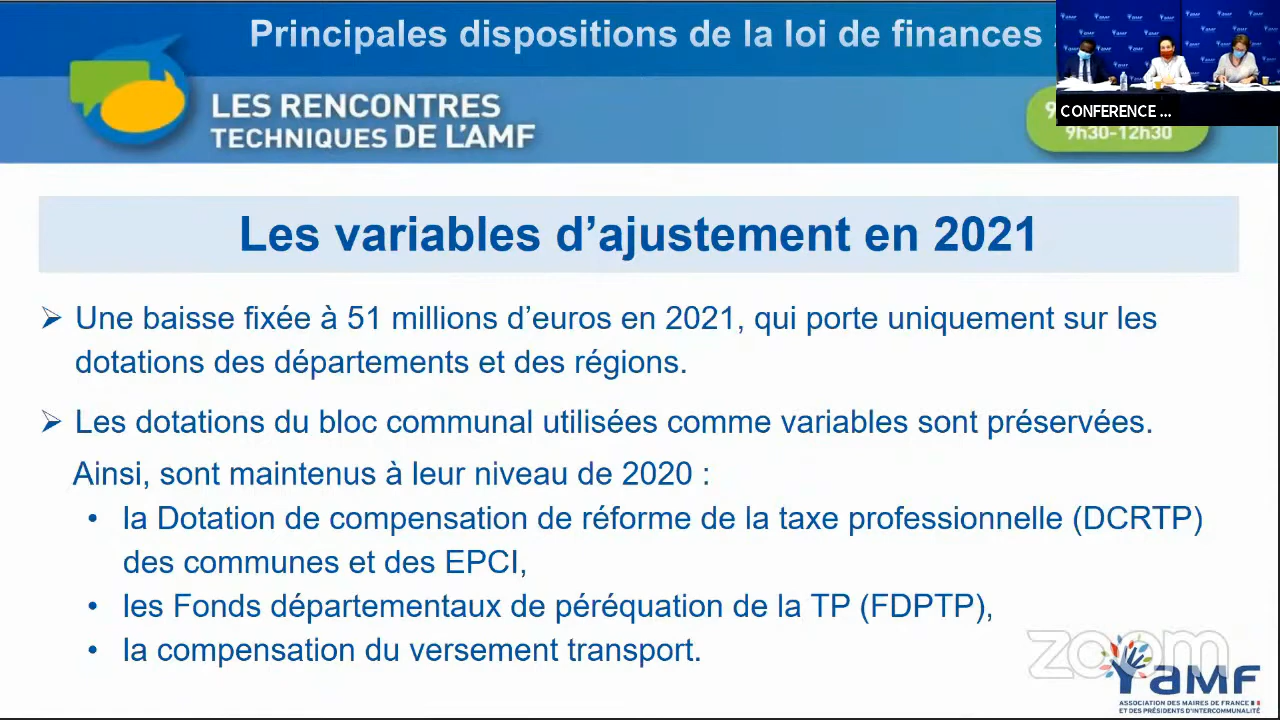 Principales dispositions de la loi de finances
CONFERENCE ...
LES RENCONTRES
TECHNIQUES DE L'AMF
9h30-12h30
Les variables d'ajustement en 2021
➢ Une baisse fixée à 51 millions d'euros en 2021, qui porte uniquement sur les
dotations des départements et des régions.
➢ Les dotations du bloc communal utilisées comme variables sont préservées.
Ainsi, sont maintenus à leur niveau de 2020 :
• la Dotation de compensation de réforme de la taxe professionnelle (DCRTP)
des communes et des EPCI,
• les Fonds départementaux de péréquation de la TP (FDPTP),
• la compensation du versement transport.
zoom
AMF
ASSOCIATION DES MAIRES DE FRANCE
ET DES PRÉSIDENTS D'INTERCOMMUNALITÉ